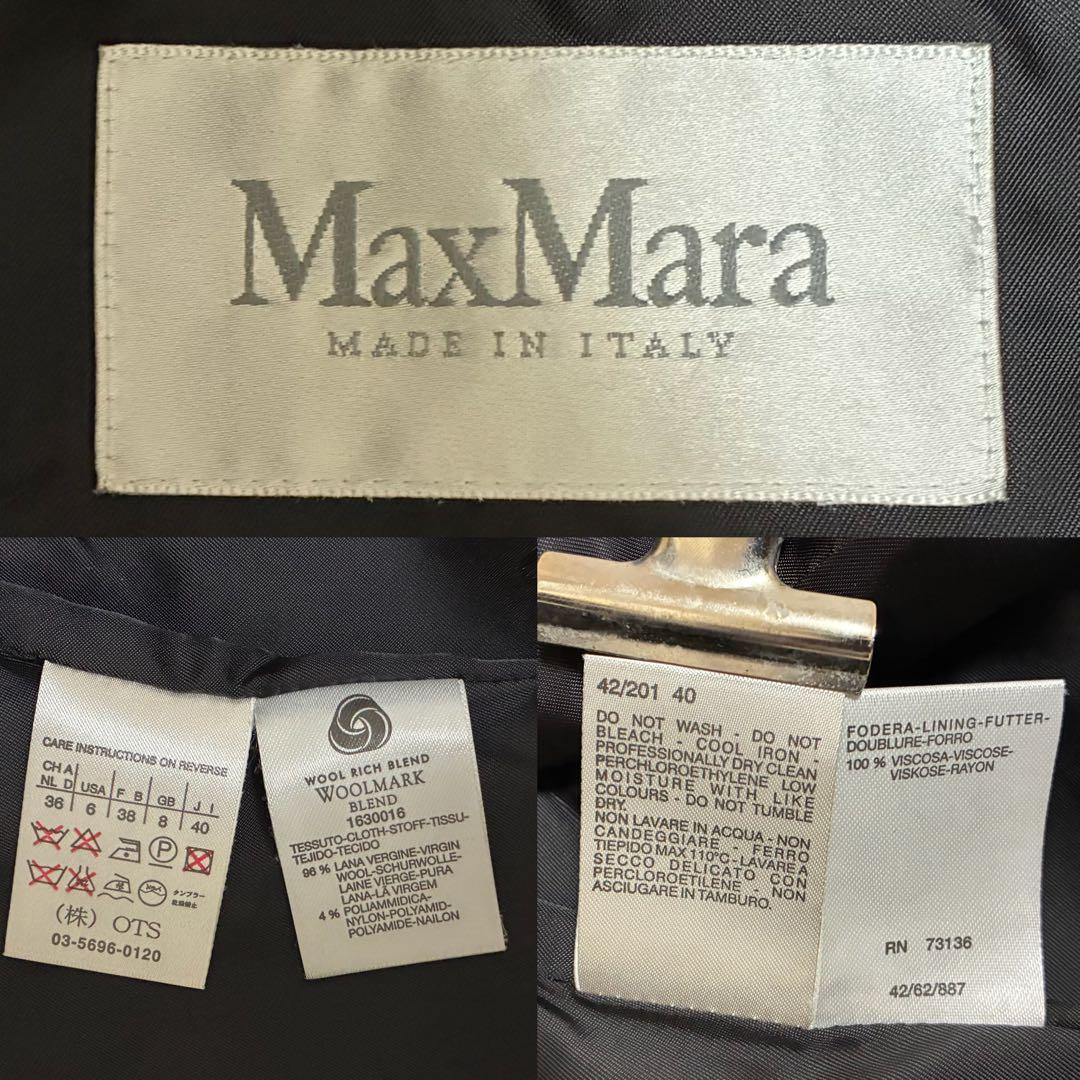 MaxMara
MADE IN ITALY
CARE INSTRUCTIONS ON REVERSE
CH A USA F B GB J I
NL D
36 6 38 8 40
P
タンブラー
乾燥禁止
(株) OTS
03-5696-0120
WOOL RICH BLEND
WOOLMARK
BLEND
1630016
TESSUTO-CLOTH-STOFF-TISSU-
TEJIDO-TECIDO
96 % LANA VERGINE-VIRGIN
WOOL-SCHURWOLLE-
LAINE VIERGE-PURA
LANA-LÃ VIRGEM
4 % POLIAMMIDICA-
NYLON-POLYAMID-
POLYAMIDE-NAILON
42/201 40
DO NOT WASH - DO NOT
BLEACH - COOL IRON -
PROFESSIONALLY DRY CLEAN
PERCHLOROETHYLENE LOW
MOISTURE WITH LIKE
COLOURS - DO NOT TUMBLE
DRY.
NON LAVARE IN ACQUA - NON
CANDEGGIARE - FERRO
TIEPIDO MAX 110°C - LAVARE A
SECCO DELICATO CON
PERCLOROETILENE - NON
ASCIUGARE IN TAMBURO.
FODERA-LINING-FUTTER-
DOUBLURE-FORRO
100 % VISCOSA-VISCOSE-
VISKOSE-RAYON
RN 73136
42/62/887